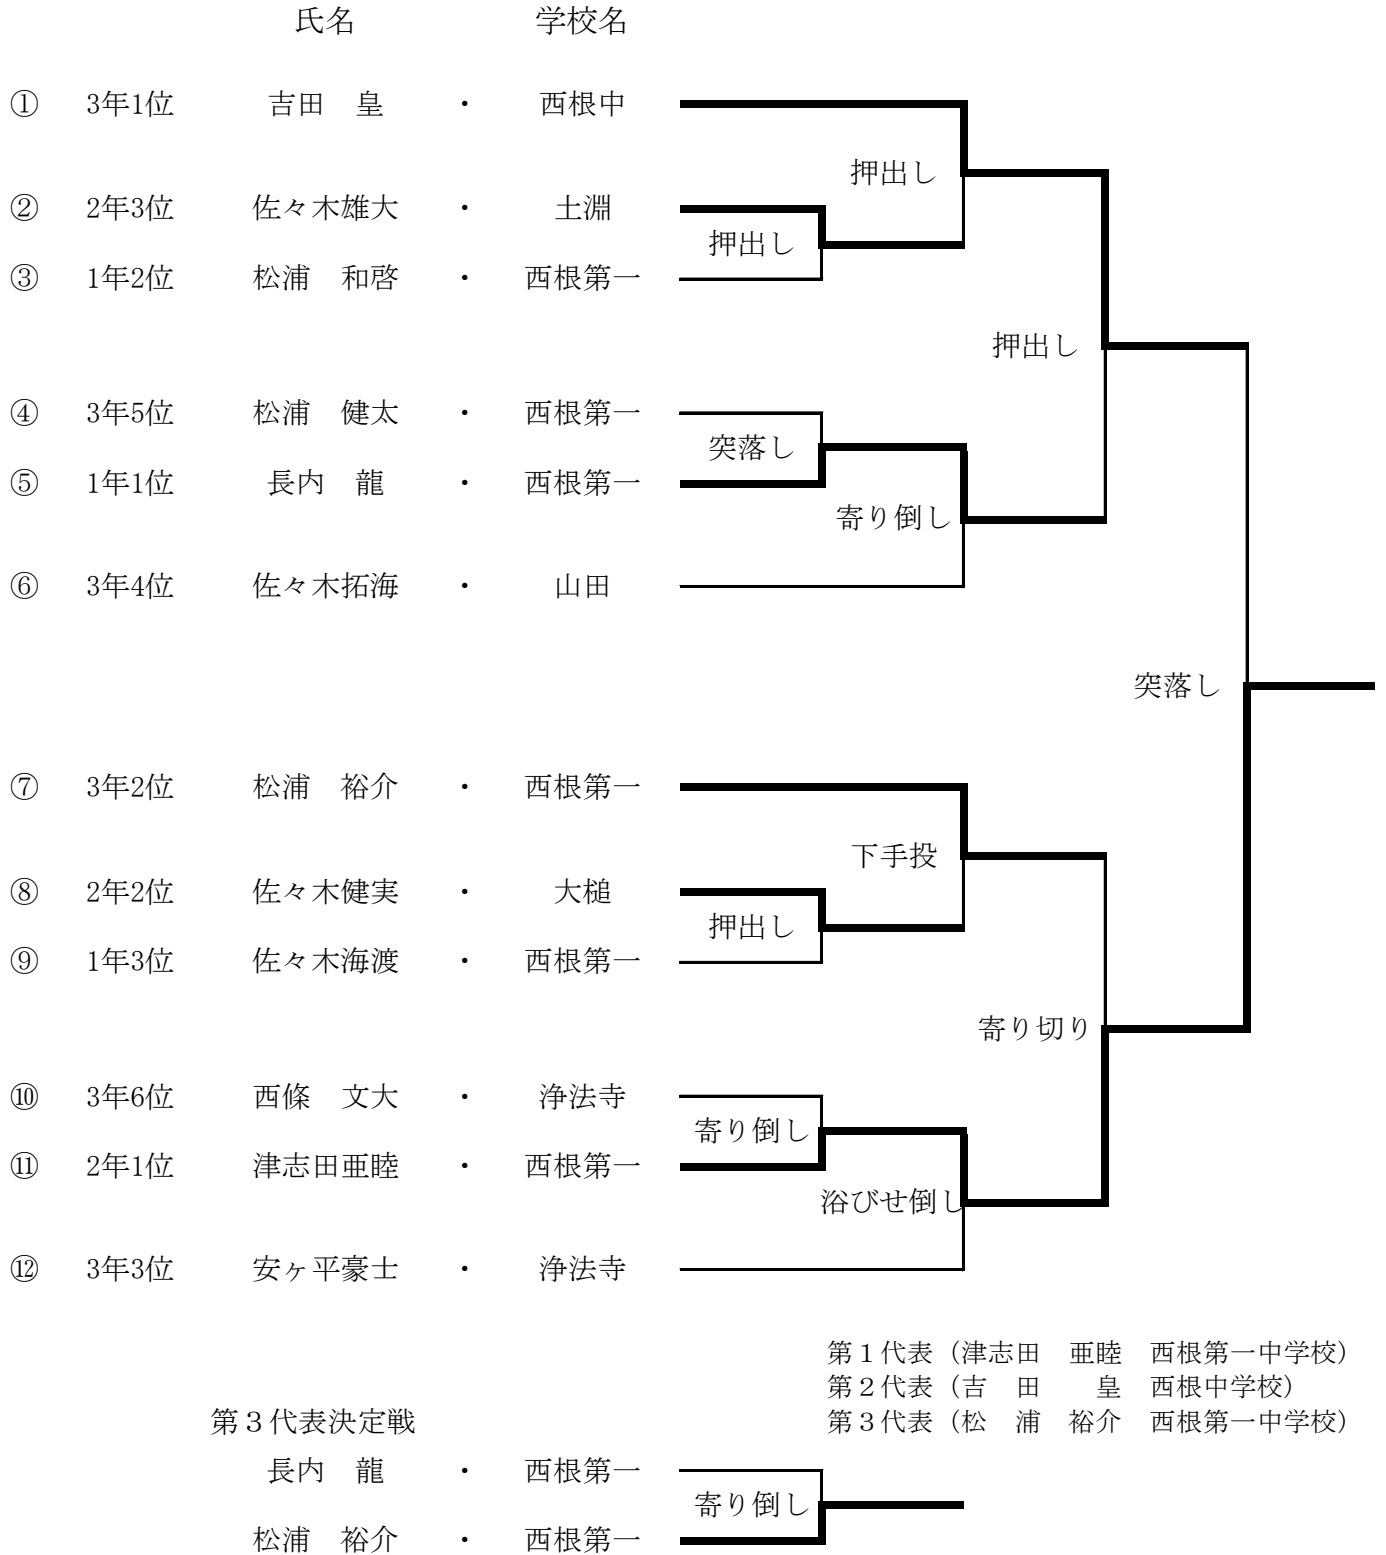 氏名　学校名
① 3年1位 吉田　皇 ・ 西根中
押出し
② 2年3位 佐々木雄大 ・ 土淵
押出し
③ 1年2位 松浦　和啓 ・ 西根第一
押出し
④ 3年5位 松浦　健太 ・ 西根第一
突落し
⑤ 1年1位 長内　龍 ・ 西根第一
寄り倒し
⑥ 3年4位 佐々木拓海 ・ 山田
突落し
⑦ 3年2位 松浦　裕介 ・ 西根第一
下手投
⑧ 2年2位 佐々木健実 ・ 大槌
押出し
⑨ 1年3位 佐々木海渡 ・ 西根第一
寄り切り
⑩ 3年6位 西條　文大 ・ 浄法寺
寄り倒し
⑪ 2年1位 津志田亜睦 ・ 西根第一
浴びせ倒し
⑫ 3年3位 安ヶ平豪士 ・ 浄法寺
第１代表（津志田　亜睦　西根第一中学校）
第２代表（吉　田　　皇　西根中学校）
第３代表（松　浦　裕介　西根第一中学校）
第３代表決定戦
長内　龍 ・ 西根第一
寄り倒し
松浦　裕介 ・ 西根第一